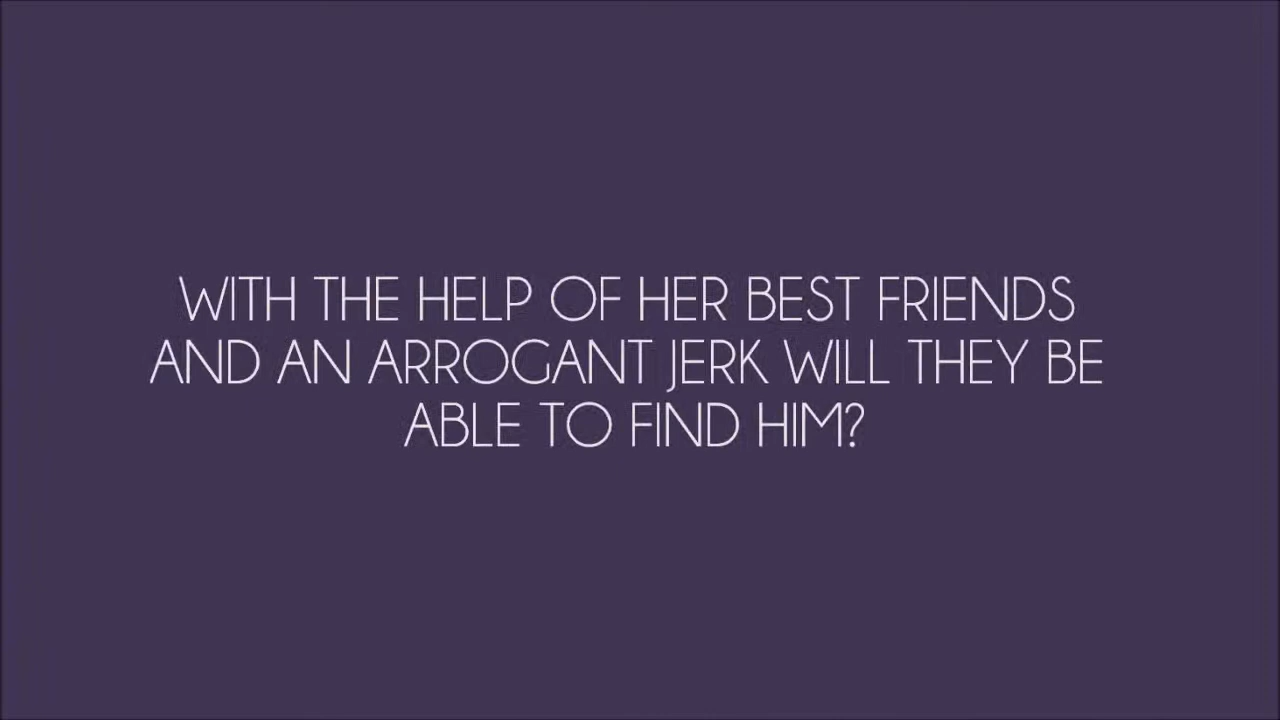 WITH THE HELP OF HER BEST FRIENDS
AND AN ARROGANT JERK WILL THEY BE
ABLE TO FIND HIM?